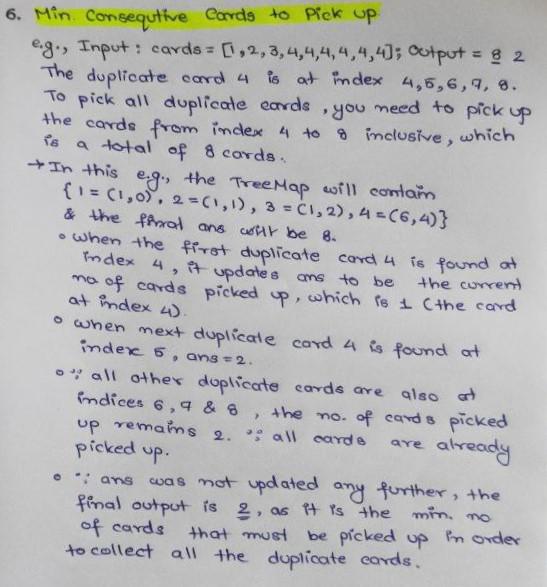 6. Min. Consequtive Cards to Pick up
e.g., Input : cards = [1,2,3,4,4,4,4,4,4]; Output = 8 2
The duplicate card 4 is at index 4,5,6,7,8.
To pick all duplicate cards, you need to pick up
the cards from index 4 to 8 inclusive, which
is a total of 8 cards.
→ In this e.g., the TreeMap will contain
{1=(1,0), 2=(1,1), 3=(1,2), 4=(6,4)}
& the final ans will be 8.
• when the first duplicate card 4 is found at
index 4, it updates ans to be the current
no of cards picked up, which is 1 (the card
at index 4).
• when next duplicate card 4 is found at
index 5, ans=2.
• ∵ all other duplicate cards are also at
indices 6,7 & 8, the no. of cards picked
up remains 2. ∵ all cards are already
picked up.
• ∵ ans was not updated any further, the
final output is 2, as it is the min. no
of cards that must be picked up in order
to collect all the duplicate cards.